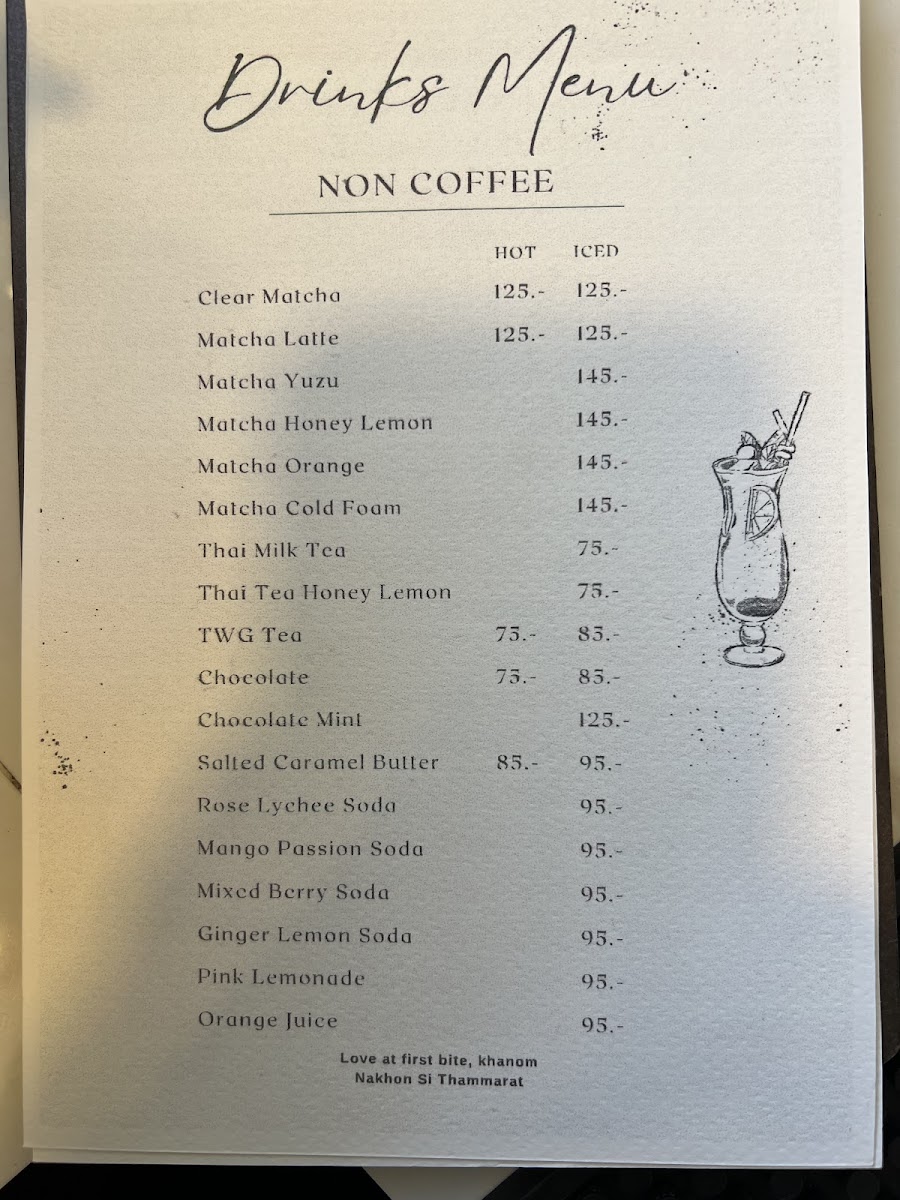 Drinks Menu
NON COFFEE
HOT ICED
Clear Matcha 125.- 125.-
Matcha Latte 125.- 125.-
Matcha Yuzu 145.-
Matcha Honey Lemon 145.-
Matcha Orange 145.-
Matcha Cold Foam 145.-
Thai Milk Tea 75.-
Thai Tea Honey Lemon 75.-
TWG Tea 75.- 85.-
Chocolate 75.- 85.-
Chocolate Mint 125.-
Salted Caramel Butter 85.- 95.-
Rose Lychee Soda 95.-
Mango Passion Soda 95.-
Mixed Berry Soda 95.-
Ginger Lemon Soda 95.-
Pink Lemonade 95.-
Orange Juice 95.-
Love at first bite, khanom
Nakhon Si Thammarat